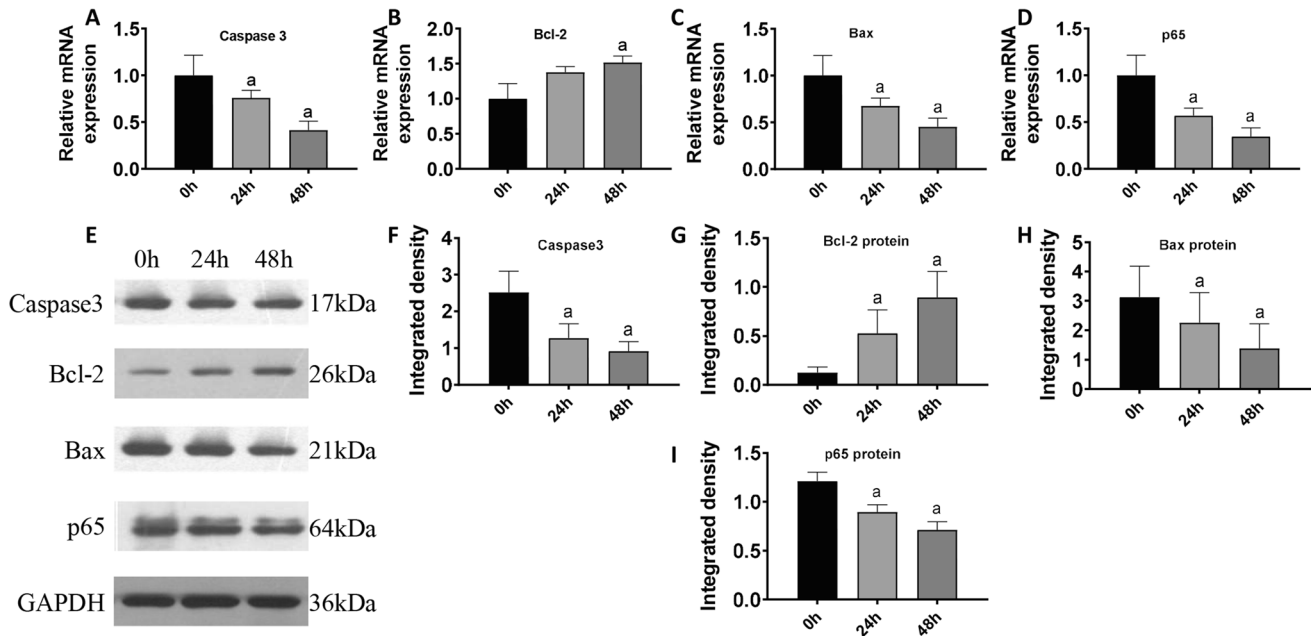 A
Caspase 3
Relative mRNA
expression
1.5
1.0
0.5
0.0
a
a
0h
24h
48h
B
Bcl-2
Relative mRNA
expression
2.0
1.5
1.0
0.5
0.0
a
0h
24h
48h
C
Bax
Relative mRNA
expression
1.5
1.0
0.5
0.0
a
a
0h
24h
48h
D
p65
Relative mRNA
expression
1.5
1.0
0.5
0.0
a
a
0h
24h
48h
E
0h 24h 48h
Caspase3 17kDa
Bcl-2 26kDa
Bax 21kDa
p65 64kDa
GAPDH 36kDa
F
Caspase3
Integrated density
4
3
2
1
0
a
a
0h
24h
48h
G
Bcl-2 protein
Integrated density
1.5
1.0
0.5
0.0
a
a
0h
24h
48h
H
Bax protein
Integrated density
5
4
3
2
1
0
a
a
0h
24h
48h
I
p65 protein
Integrated density
1.5
1.0
0.5
0.0
a
a
0h
24h
48h